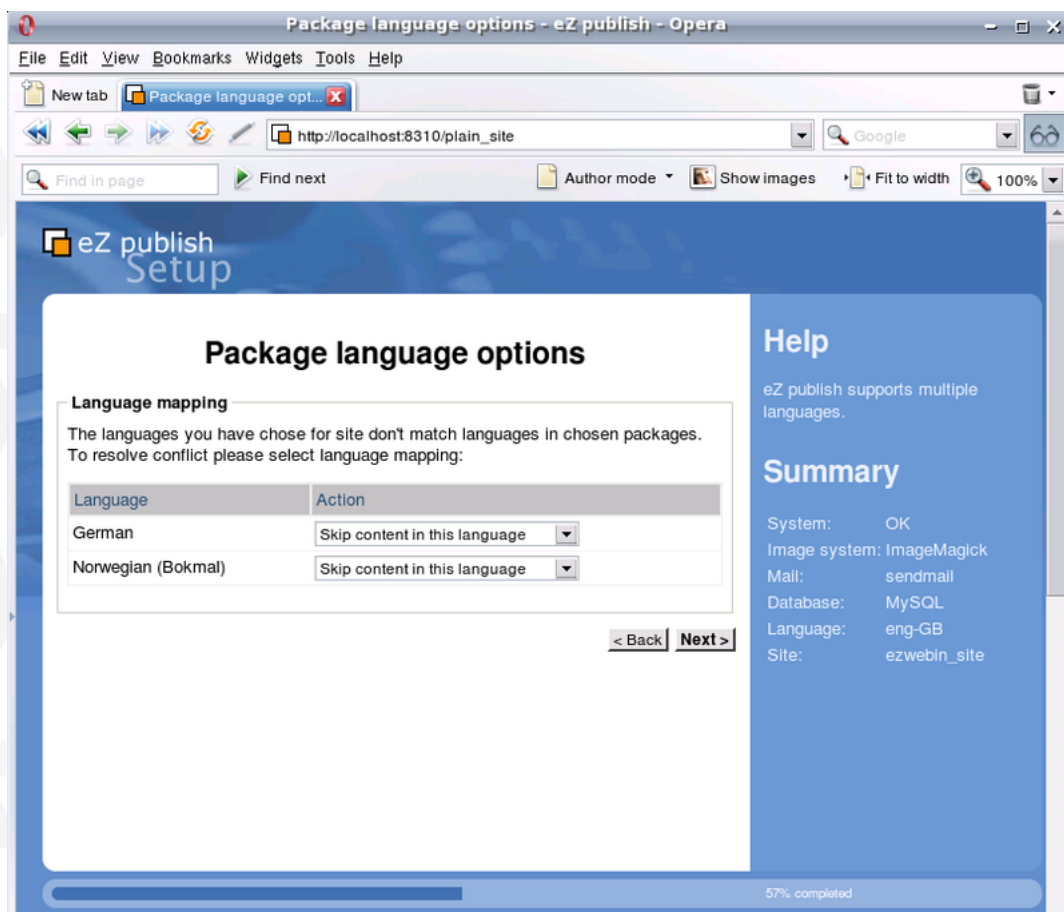 Package language options - eZ publish - Opera
File Edit View Bookmarks Widgets Tools Help
New tab Package language opt...
http://localhost:8310/plain_site Google
Find in page Find next Author mode Show images Fit to width 100%
eZ publish
Setup
Package language options
Language mapping
The languages you have chose for site don't match languages in chosen packages.
To resolve conflict please select language mapping:
Language Action
German Skip content in this language
Norwegian (Bokmal) Skip content in this language
< Back Next >
Help
eZ publish supports multiple
languages.
Summary
System: OK
Image system: ImageMagick
Mail: sendmail
Database: MySQL
Language: eng-GB
Site: ezwebin_site
57% completed